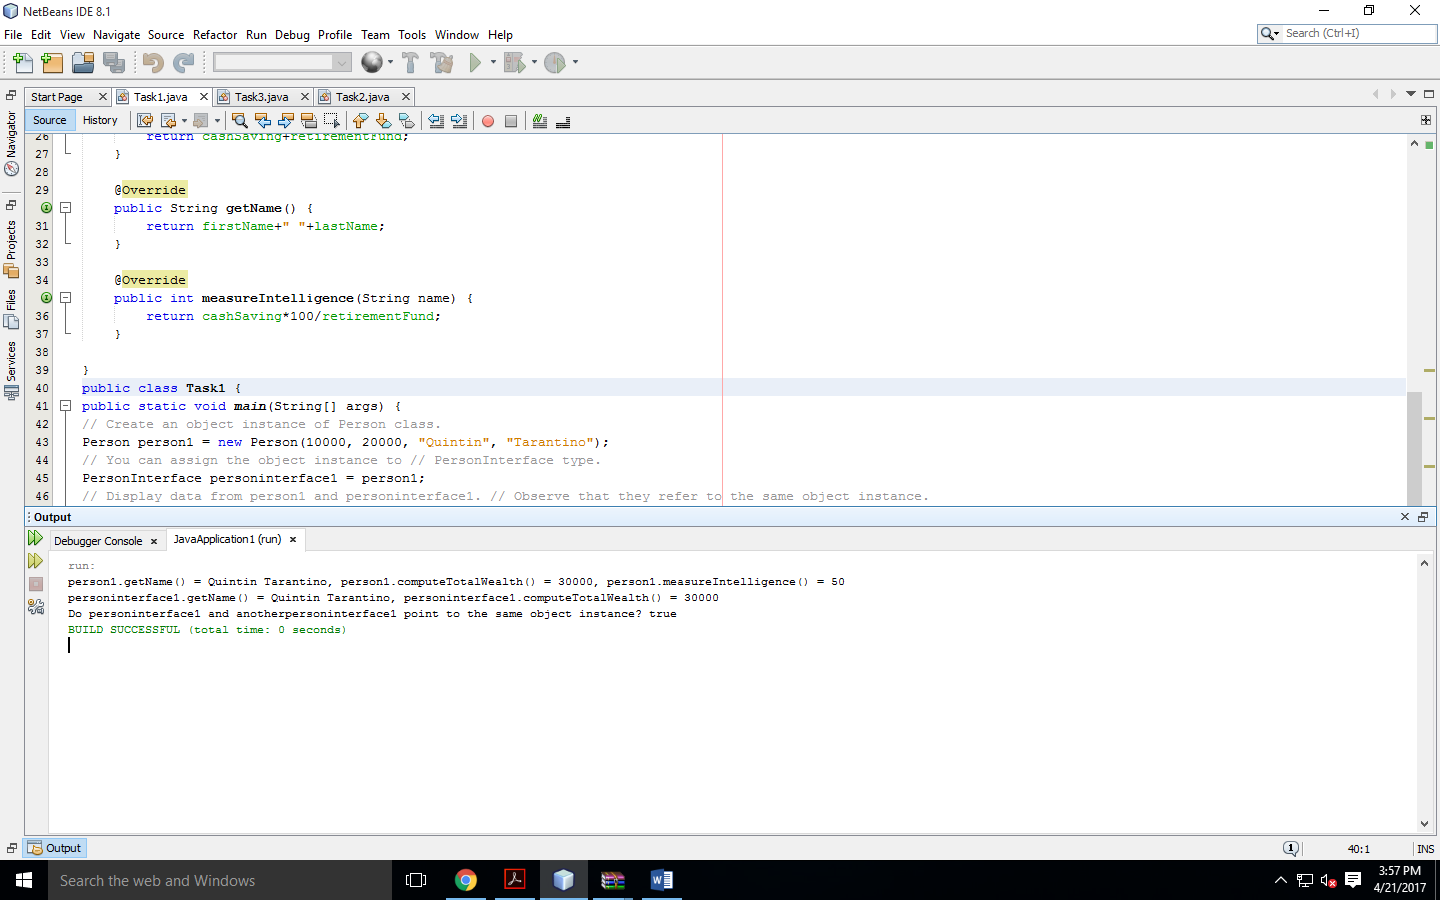 NetBeans IDE 8.1
File Edit View Navigate Source Refactor Run Debug Profile Team Tools Window Help
Search (Ctrl+I)
Start Page Task1.java Task3.java Task2.java
Source History
Navigator
Projects
Files
Services
26 return cashSaving+retirementFund;
27 }
28
29 @Override
public String getName() {
31 return firstName+" "+lastName;
32 }
33
34 @Override
public int measureIntelligence(String name) {
36 return cashSaving*100/retirementFund;
37 }
38
39 }
40 public class Task1 {
41 public static void main(String[] args) {
42 // Create an object instance of Person class.
43 Person person1 = new Person(10000, 20000, "Quintin", "Tarantino");
44 // You can assign the object instance to // PersonInterface type.
45 PersonInterface personinterface1 = person1;
46 // Display data from person1 and personinterface1. // Observe that they refer to the same object instance.
Output
Debugger Console JavaApplication1 (run)
run:
person1.getName() = Quintin Tarantino, person1.computeTotalWealth() = 30000, person1.measureIntelligence() = 50
personinterface1.getName() = Quintin Tarantino, personinterface1.computeTotalWealth() = 30000
Do personinterface1 and anotherpersoninterface1 point to the same object instance? true
BUILD SUCCESSFUL (total time: 0 seconds)
Output
1 40:1 INS
Search the web and Windows
3:57 PM
4/21/2017